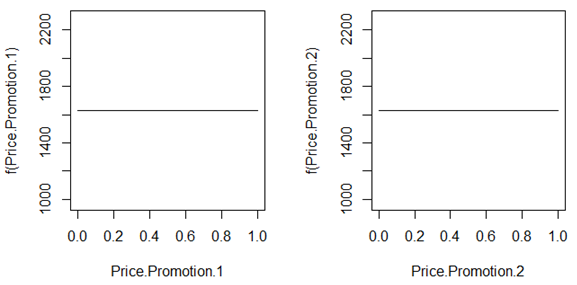 f(Price.Promotion.1)
2200
1800
1400
1000
0.0 0.2 0.4 0.6 0.8 1.0
Price.Promotion.1
f(Price.Promotion.2)
2200
1800
1400
1000
0.0 0.2 0.4 0.6 0.8 1.0
Price.Promotion.2